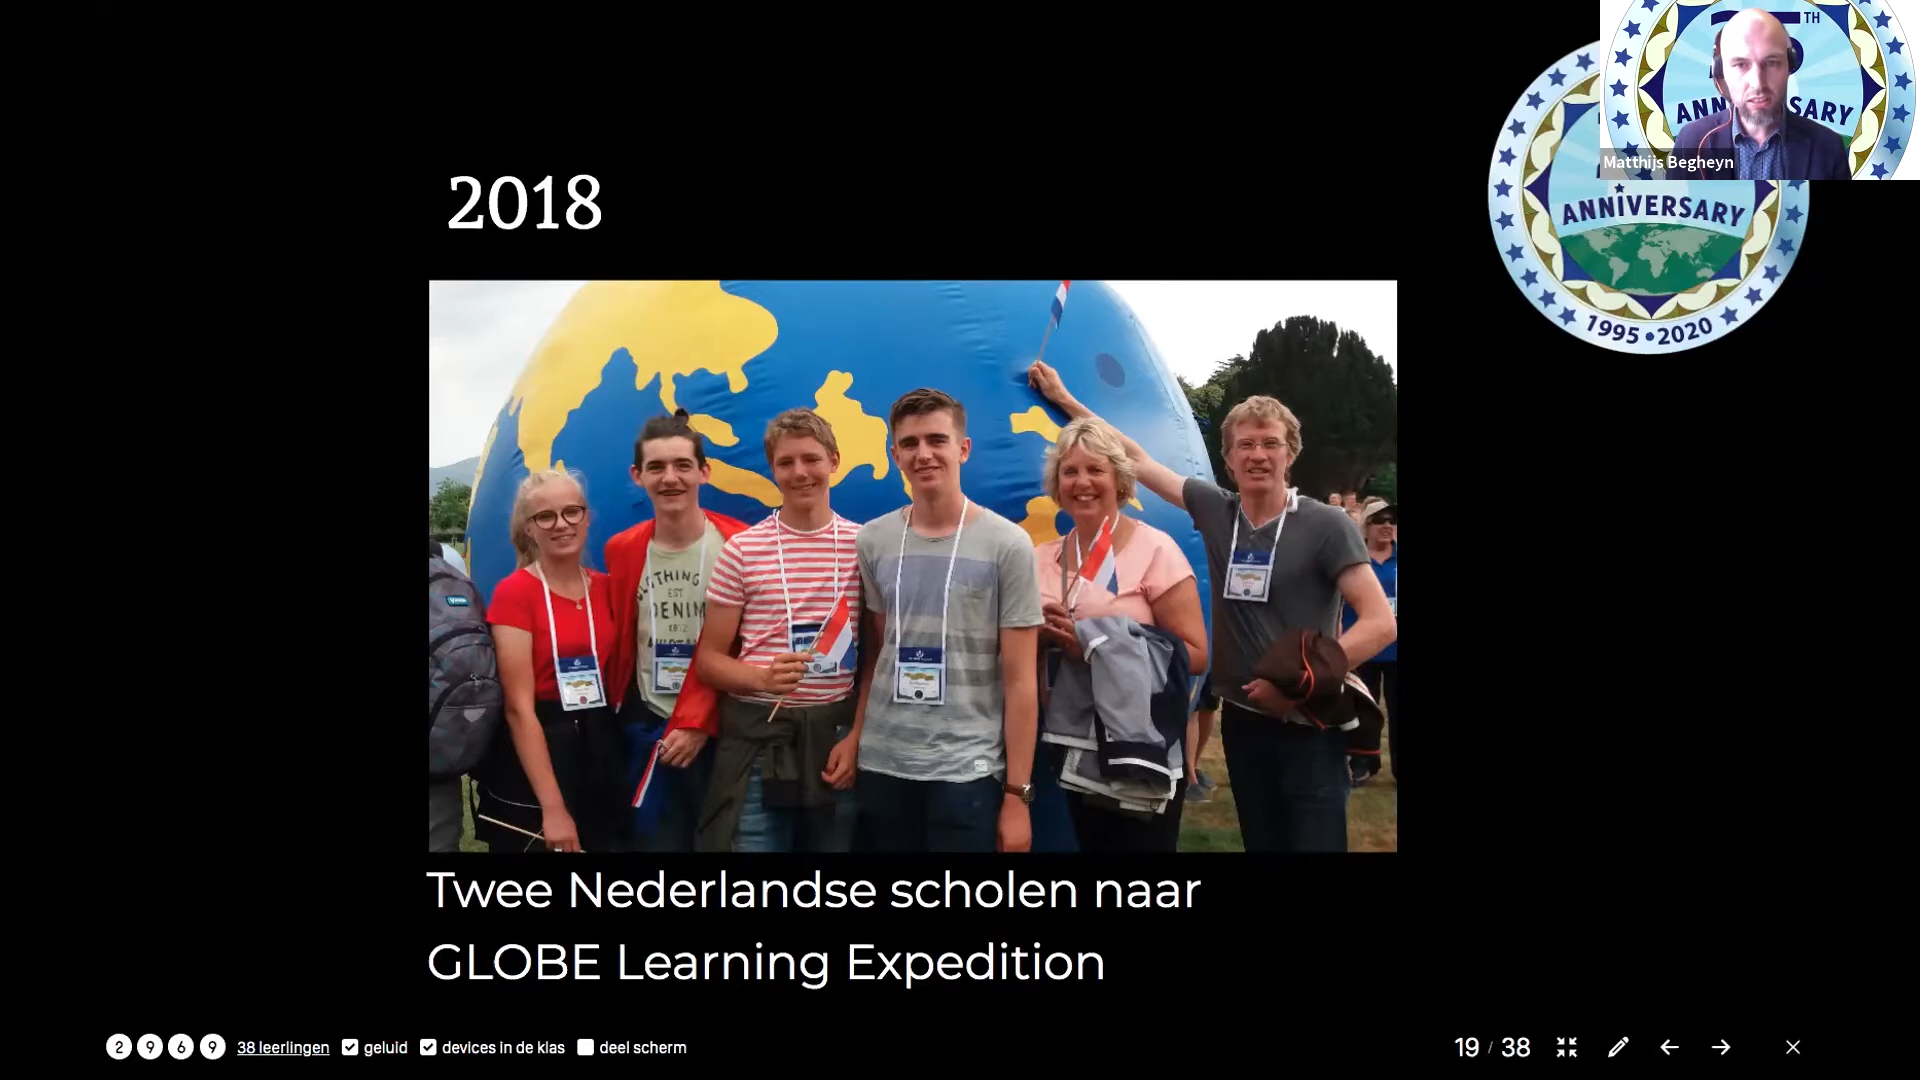 TH
ANN SARY
Matthijs Begheyn
ANNIVERSARY
1995 • 2020
2018
CLOTHING
EST
DENIM
Twee Nederlandse scholen naar
GLOBE Learning Expedition
2 9 6 9 38 leerlingen geluid devices in de klas deel scherm
19 / 38